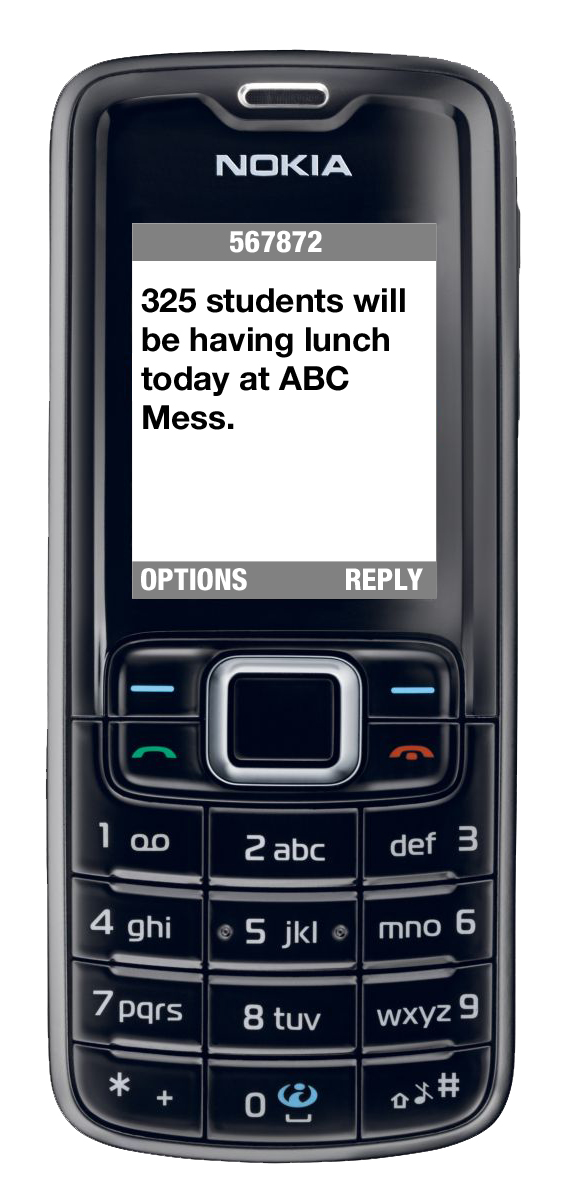 NOKIA
567872
325 students will
be having lunch
today at ABC
Mess.
OPTIONS REPLY
1 2 abc def 3
4 ghi 5 jkl mno 6
7 pqrs 8 tuv wxyz 9
* + 0 #